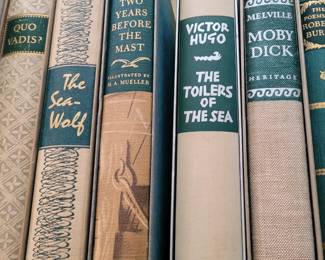 QUO
VADIS?
The
Sea-
Wolf
TWO
YEARS
BEFORE
THE
MAST
ILLUSTRATED BY
H. A. MUELLER
VICTOR
HUGO
THE
TOILERS
OF
THE SEA
MELVILLE
MOBY
DICK
HERITAGE
THE
POEMS
ROBE
BUR